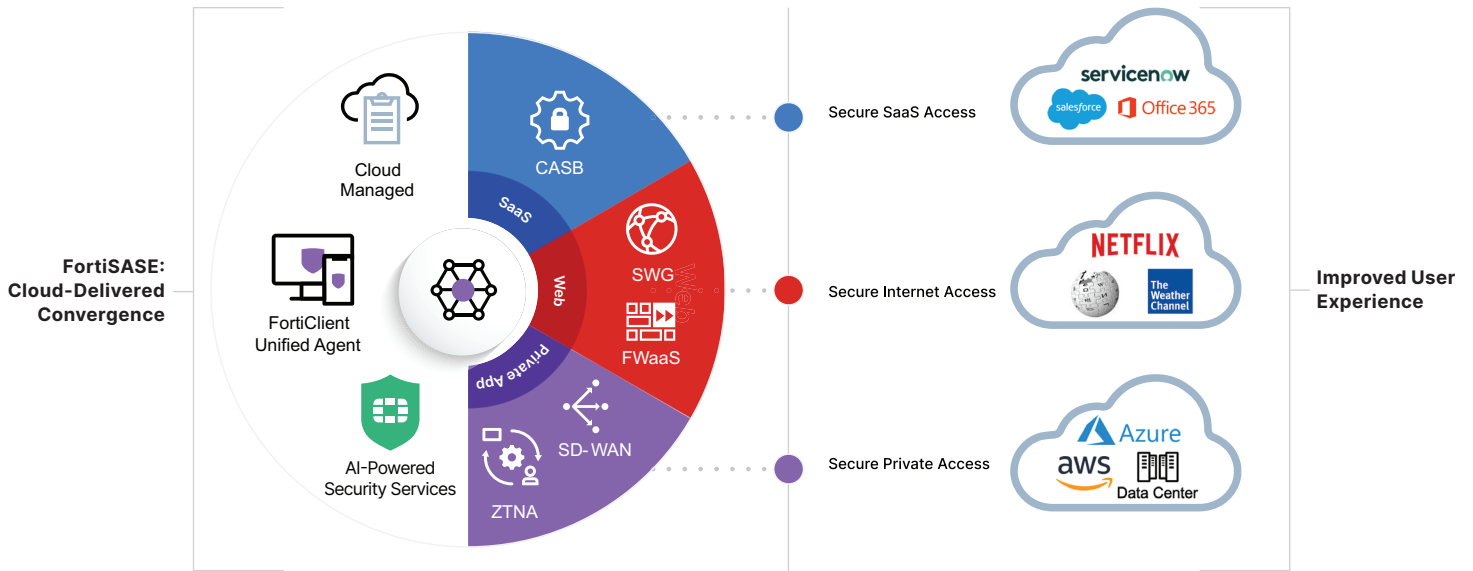 FortiSASE:
Cloud-Delivered
Convergence
Cloud
Managed
FortiClient
Unified Agent
AI-Powered
Security Services
SaaS
CASB
Web
SWG
Web
FWaaS
Private App
SD-WAN
ZTNA
Secure SaaS Access
Secure Internet Access
Secure Private Access
servicenow
salesforce
Office 365
NETFLIX
The
Weather
Channel
Azure
aws
Data Center
Improved User
Experience